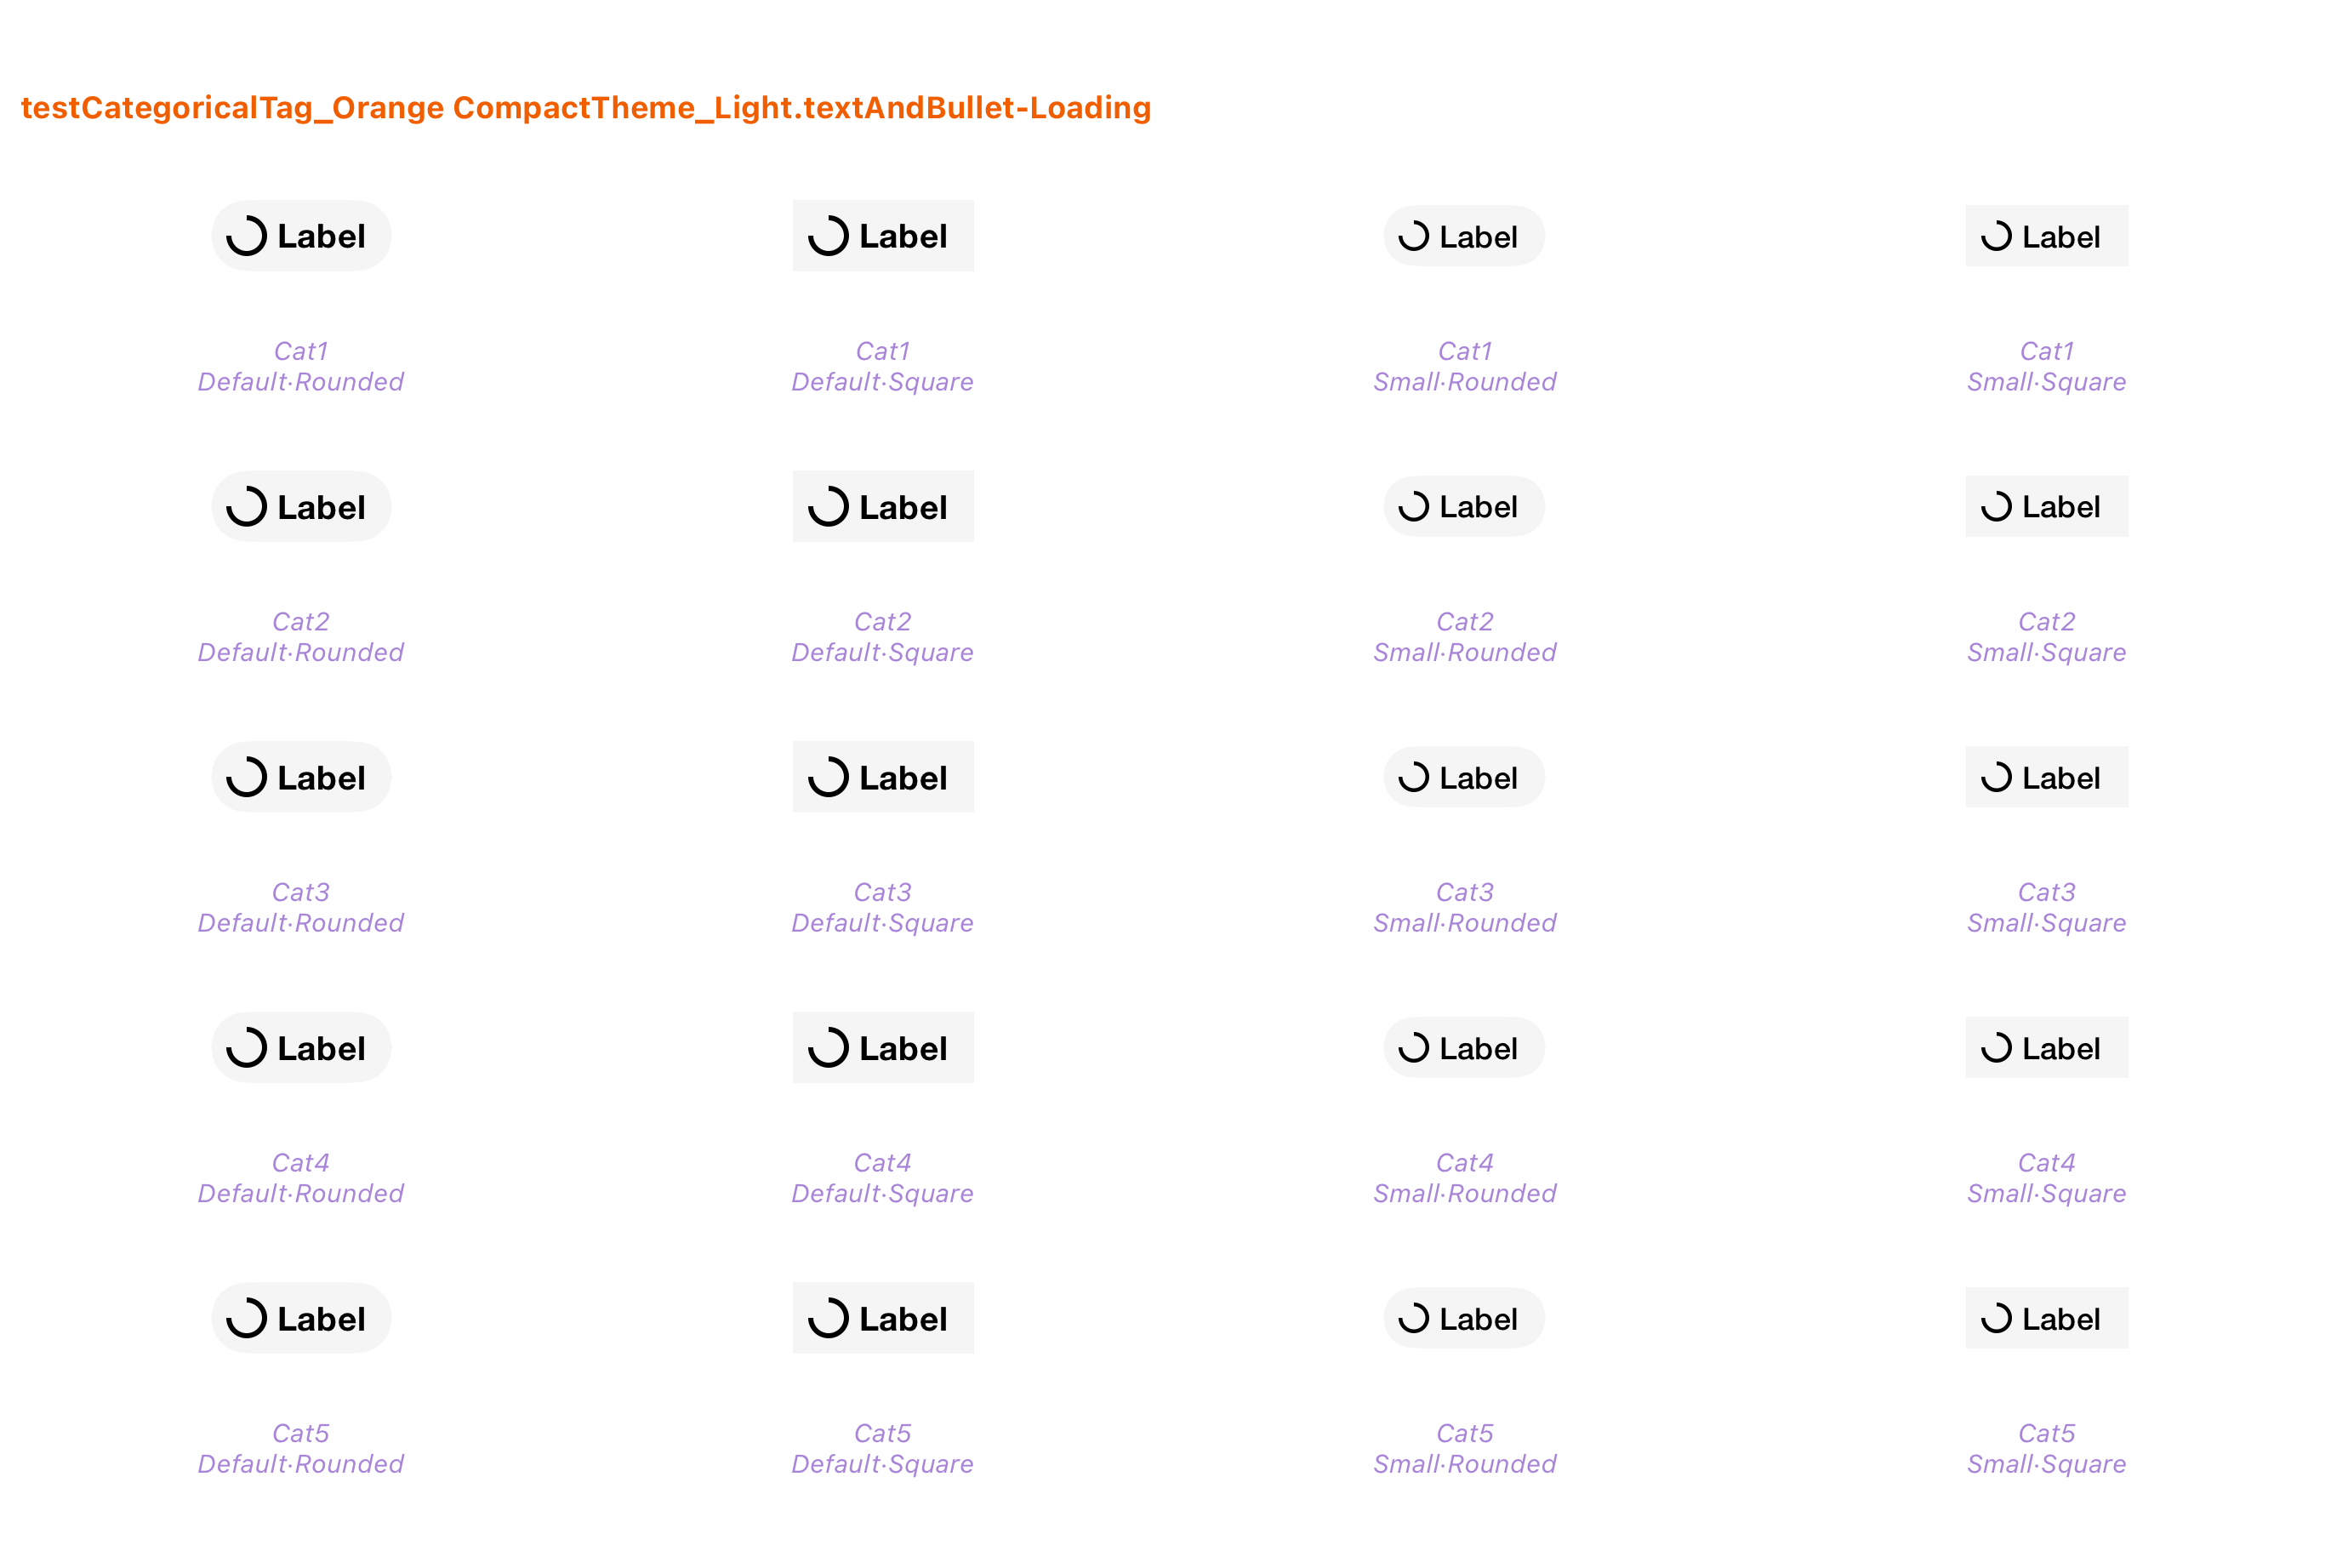 testCategoricalTag_Orange CompactTheme_Light.textAndBullet-Loading
Label Label Label Label
Cat1 Cat1 Cat1 Cat1
Default·Rounded Default·Square Small·Rounded Small·Square
Label Label Label Label
Cat2 Cat2 Cat2 Cat2
Default·Rounded Default·Square Small·Rounded Small·Square
Label Label Label Label
Cat3 Cat3 Cat3 Cat3
Default·Rounded Default·Square Small·Rounded Small·Square
Label Label Label Label
Cat4 Cat4 Cat4 Cat4
Default·Rounded Default·Square Small·Rounded Small·Square
Label Label Label Label
Cat5 Cat5 Cat5 Cat5
Default·Rounded Default·Square Small·Rounded Small·Square